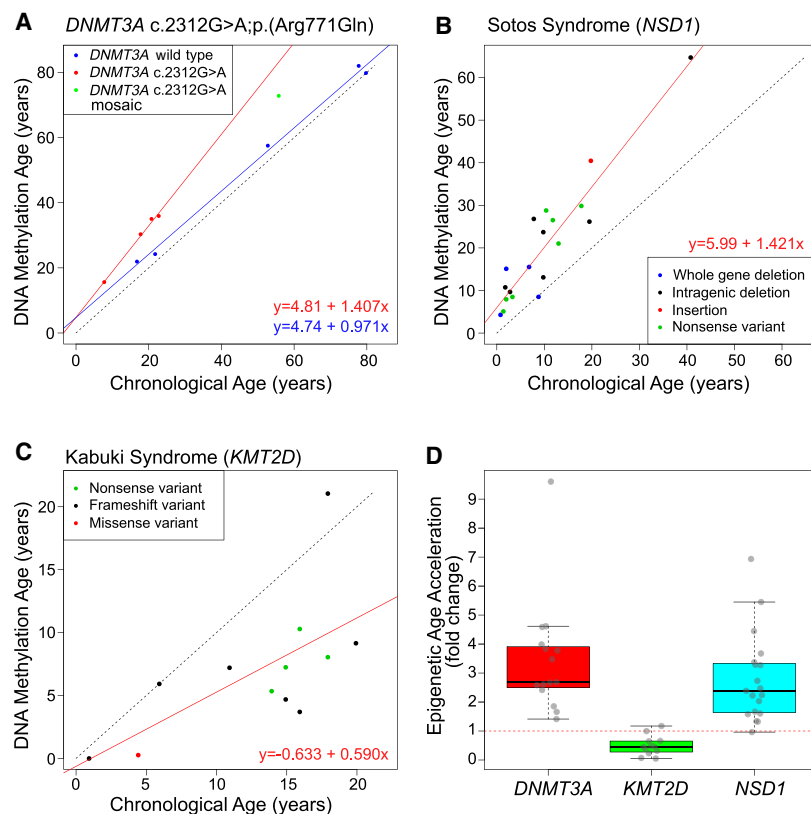 A
DNMT3A c.2312G>A;p.(Arg771Gln)
DNA Methylation Age (years)
80
60
40
20
0
DNMT3A wild type
DNMT3A c.2312G>A
DNMT3A c.2312G>A
mosaic
y=4.81 + 1.407x
y=4.74 + 0.971x
0 20 40 60 80
Chronological Age (years)
B
Sotos Syndrome (NSD1)
DNA Methylation Age (years)
60
50
40
30
20
10
0
y=5.99 + 1.421x
Whole gene deletion
Intragenic deletion
Insertion
Nonsense variant
0 10 20 30 40 50 60
Chronological Age (years)
C
Kabuki Syndrome (KMT2D)
DNA Methylation Age (years)
20
15
10
5
0
Nonsense variant
Frameshift variant
Missense variant
y=-0.633 + 0.590x
0 5 10 15 20
Chronological Age (years)
D
Epigenetic Age Acceleration
(fold change)
9
8
7
6
5
4
3
2
1
0
DNMT3A KMT2D NSD1